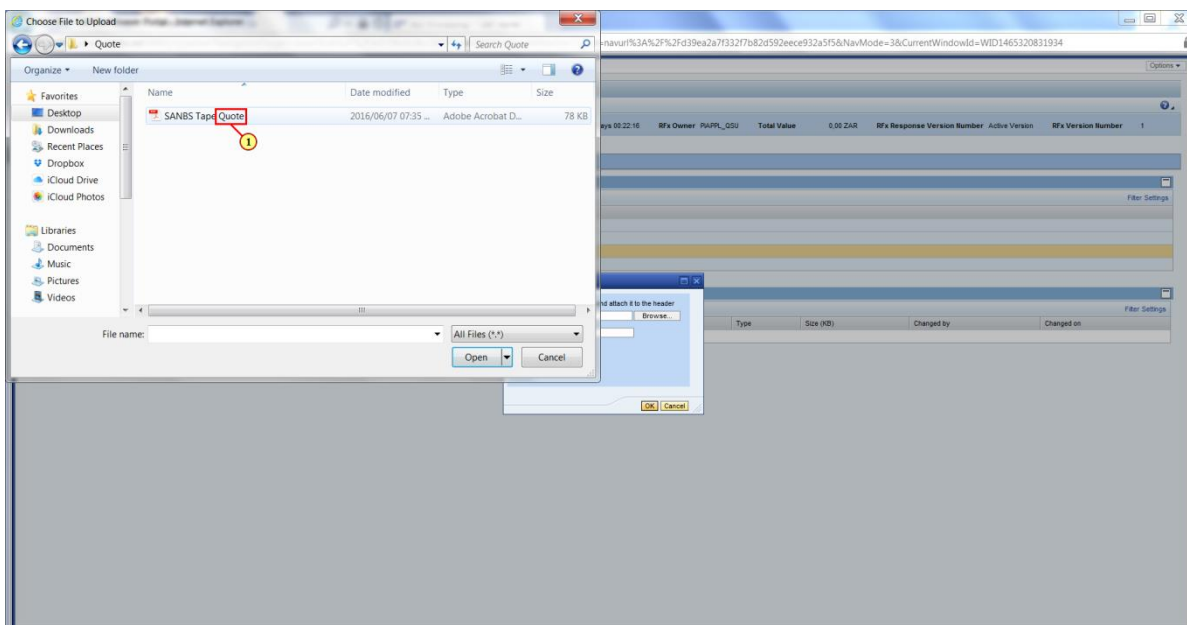 Choose File to Upload
Quote
Search Quote
=navurl%3A%2F%2Fd39ea2a7f332f7b82d592eece932a5f5&NavMode=3&CurrentWindowId=WID1465320831934
Organize New folder
Options
Favorites
Desktop
Downloads
Recent Places
Dropbox
iCloud Drive
iCloud Photos
Libraries
Documents
Music
Pictures
Videos
Name Date modified Type Size
SANBS Tape Quote 2016/06/07 07:35 ... Adobe Acrobat D... 78 KB
1
ays 00:22:16 RFx Owner PIAPPL_QSU Total Value 0,00 ZAR RFx Response Version Number Active Version RFx Version Number 1
Filter Settings
nd attach it to the header
Browse...
Filter Settings
Type Size (KB) Changed by Changed on
File name: All Files (*.*)
Open Cancel
OK Cancel